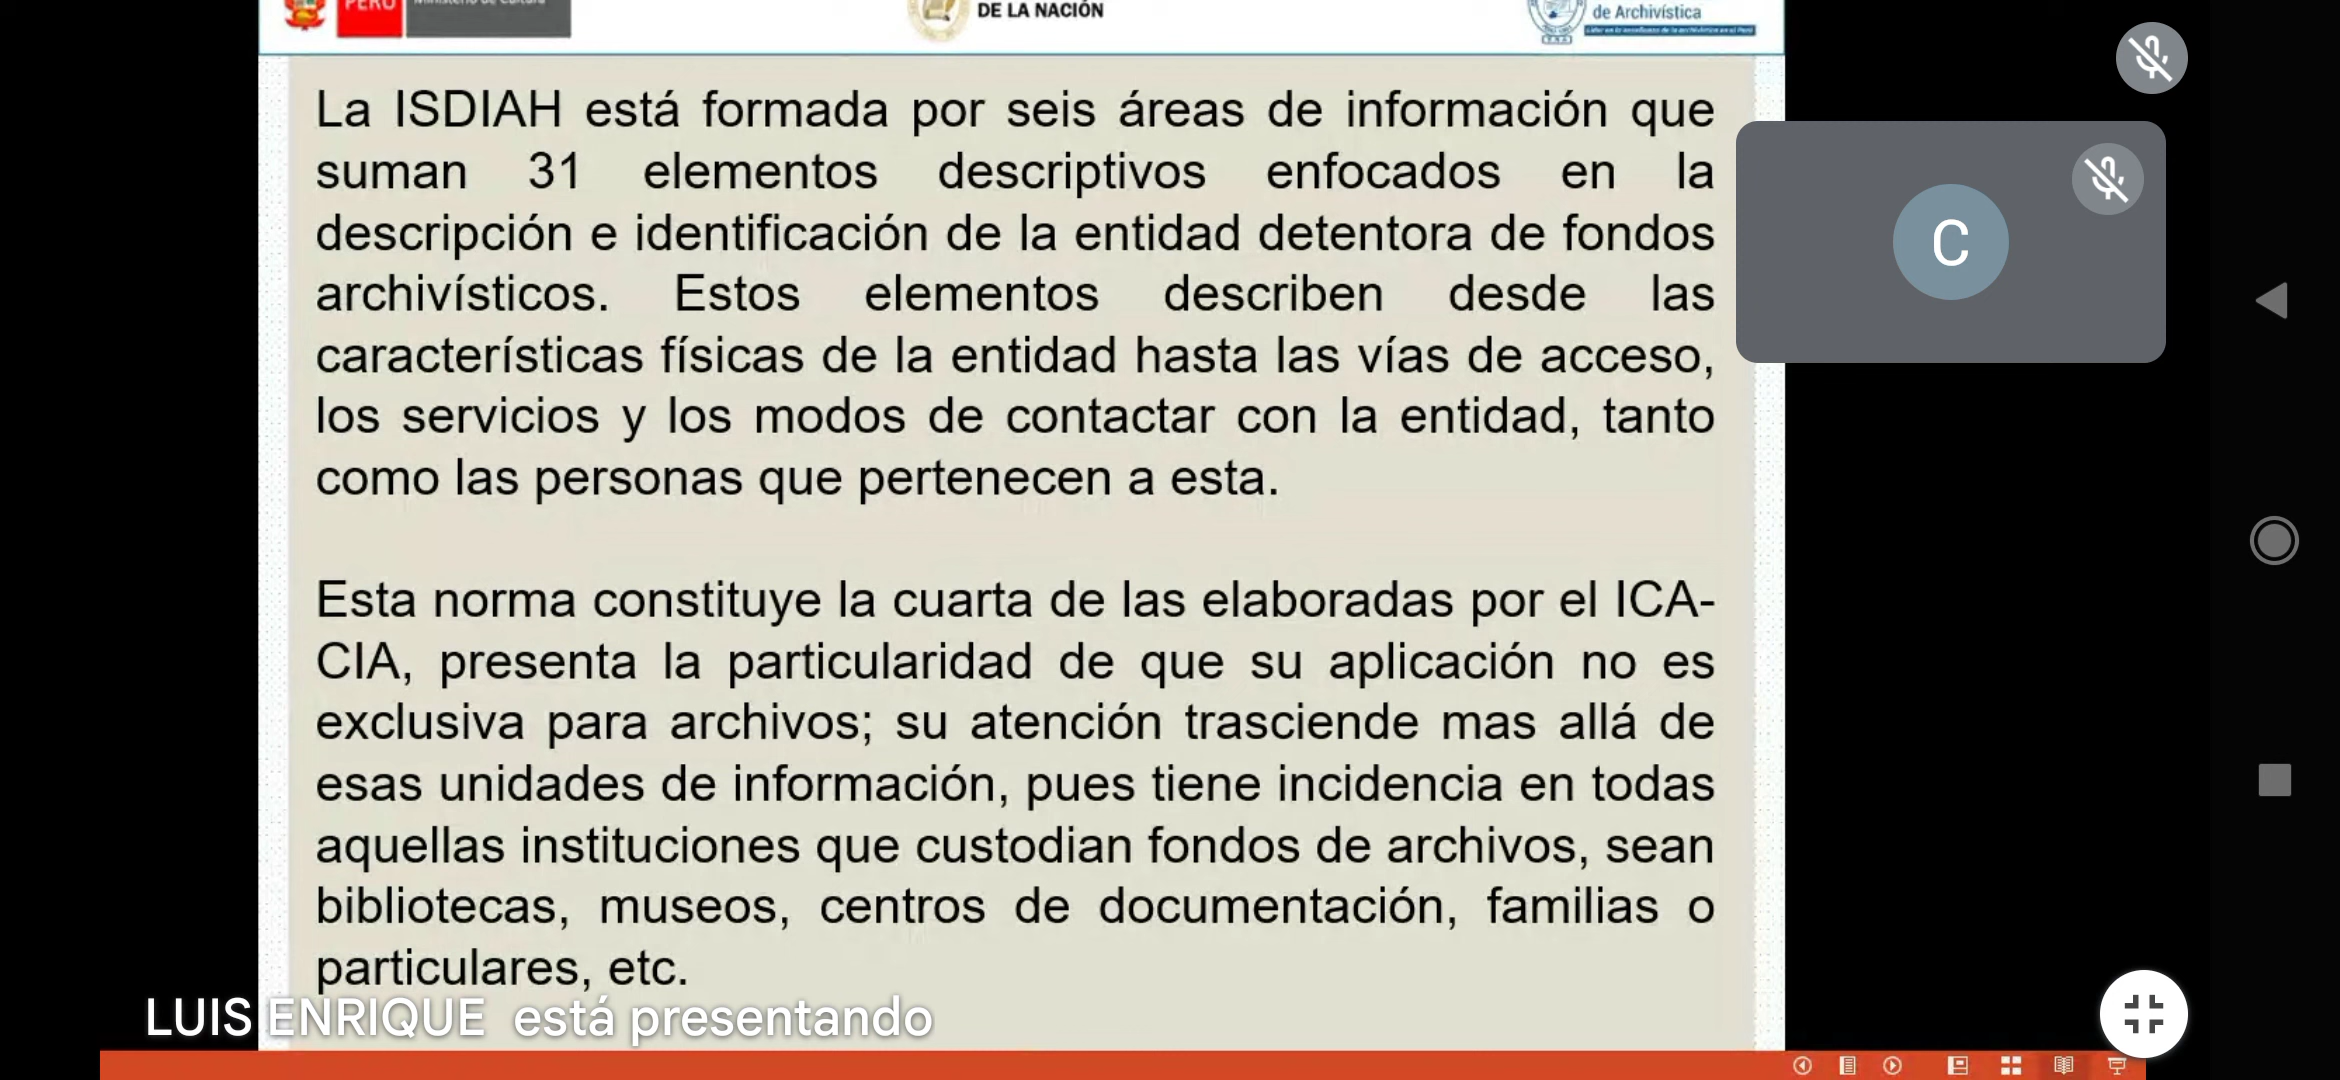 PERÚ
Ministerio de Cultura
DE LA NACIÓN
de Archivística
La ISDIAH está formada por seis áreas de información que
suman 31 elementos descriptivos enfocados en la
descripción e identificación de la entidad detentora de fondos
archivísticos. Estos elementos describen desde las
características físicas de la entidad hasta las vías de acceso,
los servicios y los modos de contactar con la entidad, tanto
como las personas que pertenecen a esta.
C
Esta norma constituye la cuarta de las elaboradas por el ICA-
CIA, presenta la particularidad de que su aplicación no es
exclusiva para archivos; su atención trasciende mas allá de
esas unidades de información, pues tiene incidencia en todas
aquellas instituciones que custodian fondos de archivos, sean
bibliotecas, museos, centros de documentación, familias o
particulares, etc.
LUIS ENRIQUE está presentando